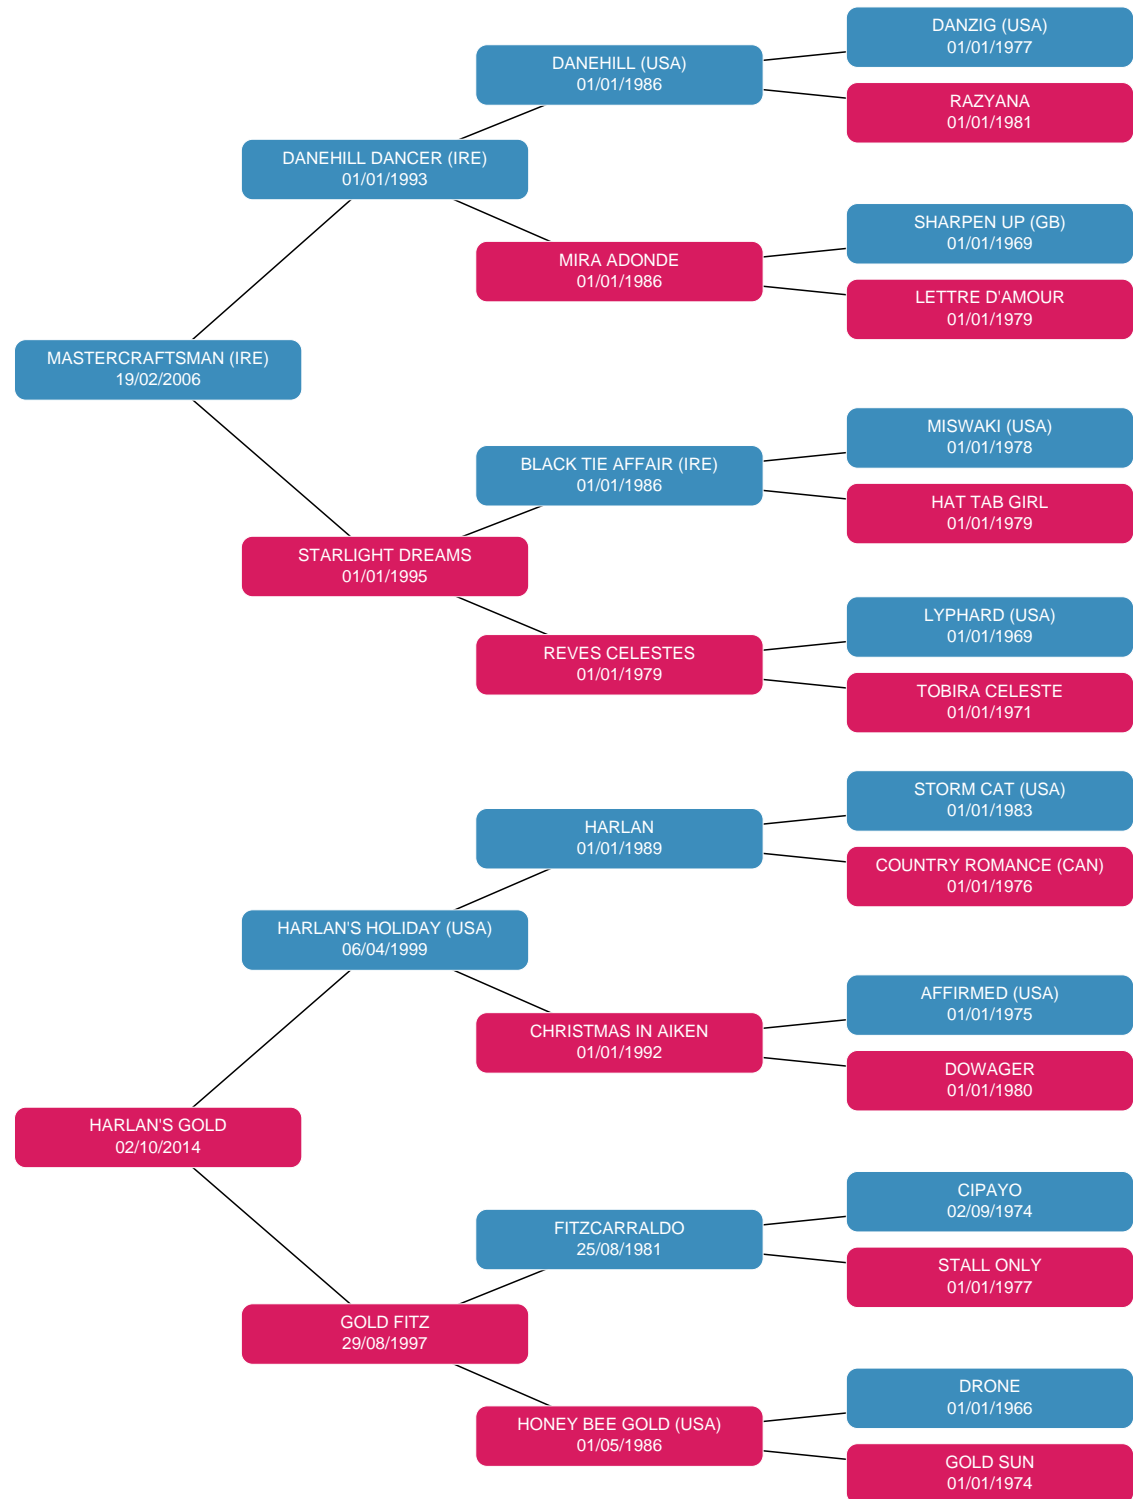 DANZIG (USA)
01/01/1977
DANEHILL (USA)
01/01/1986
RAZYANA
01/01/1981
DANEHILL DANCER (IRE)
01/01/1993
SHARPEN UP (GB)
01/01/1969
MIRA ADONDE
01/01/1986
LETTRE D'AMOUR
01/01/1979
MASTERCRAFTSMAN (IRE)
19/02/2006
MISWAKI (USA)
01/01/1978
BLACK TIE AFFAIR (IRE)
01/01/1986
HAT TAB GIRL
01/01/1979
STARLIGHT DREAMS
01/01/1995
LYPHARD (USA)
01/01/1969
REVES CELESTES
01/01/1979
TOBIRA CELESTE
01/01/1971
STORM CAT (USA)
01/01/1983
HARLAN
01/01/1989
COUNTRY ROMANCE (CAN)
01/01/1976
HARLAN'S HOLIDAY (USA)
06/04/1999
AFFIRMED (USA)
01/01/1975
CHRISTMAS IN AIKEN
01/01/1992
DOWAGER
01/01/1980
HARLAN'S GOLD
02/10/2014
CIPAYO
02/09/1974
FITZCARRALDO
25/08/1981
STALL ONLY
01/01/1977
GOLD FITZ
29/08/1997
DRONE
01/01/1966
HONEY BEE GOLD (USA)
01/05/1986
GOLD SUN
01/01/1974